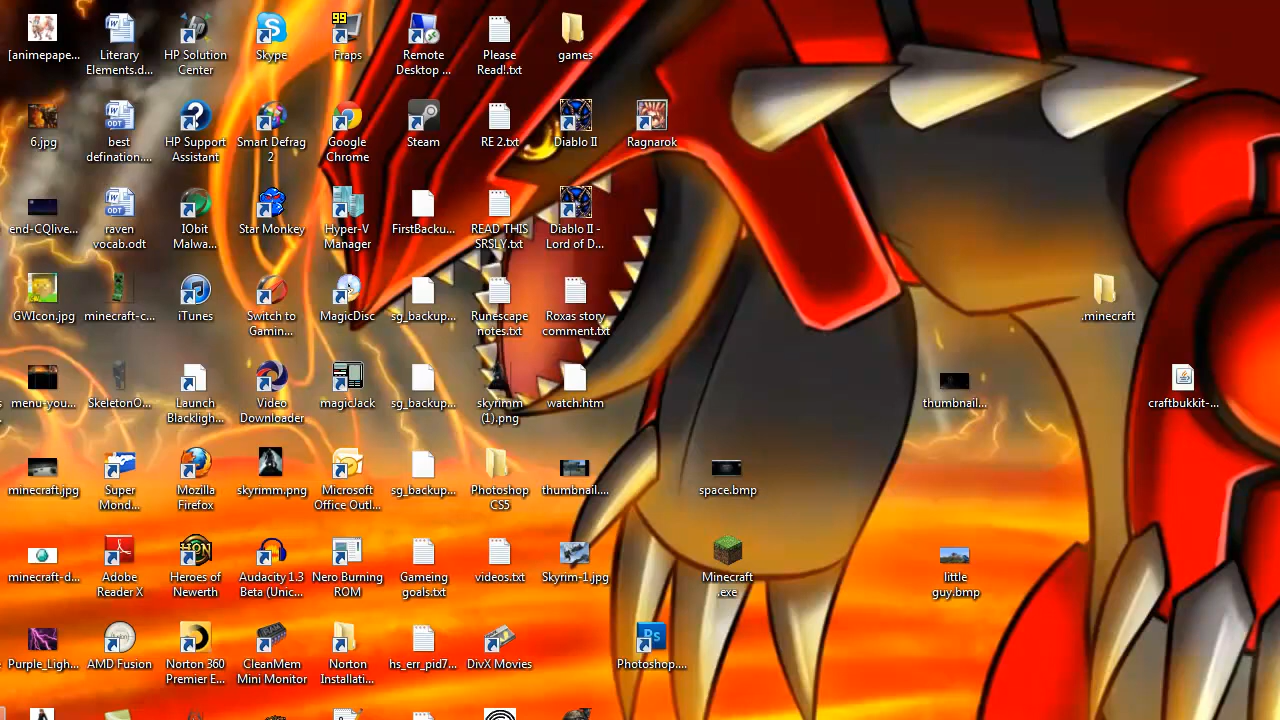 [animepape...
Literary
Elements.d...
HP Solution
Center
Skype
99
Fraps
Remote
Desktop ...
Please
Read!.txt
games
6.jpg
ODT
best
defination....
HP Support
Assistant
Smart Defrag
2
Google
Chrome
Steam
RE 2.txt
Diablo II
Ragnarok
end-CQlive...
ODT
raven
vocab.odt
IObit
Malwa...
Star Monkey
Hyper-V
Manager
FirstBacku...
READ THIS
SRSLY.txt
Diablo II -
Lord of D...
GWIcon.jpg
minecraft-c...
iTunes
Switch to
Gamin...
MagicDisc
sg_backup...
Runescape
notes.txt
Roxas story
comment.txt
.minecraft
menu-you...
SkeletonO...
Launch
Blackligh...
Video
Downloader
magicJack
sg_backup...
skyrimm
(1).png
watch.htm
thumbnail...
craftbukkit-...
minecraft.jpg
Super
Mond...
Mozilla
Firefox
skyrimm.png
Microsoft
Office Outl...
sg_backup...
Photoshop
CS5
thumbnail....
space.bmp
minecraft-d...
Adobe
Reader X
HON
Heroes of
Newerth
Audacity 1.3
Beta (Unic...
Nero Burning
ROM
Gameing
goals.txt
videos.txt
Skyrim-1.jpg
Minecraft
.exe
little
guy.bmp
Purple_Ligh...
AMD Fusion
Norton 360
Premier E...
CleanMem
Mini Monitor
Norton
Installati...
hs_err_pid7...
DivX Movies
Ps
Photoshop....